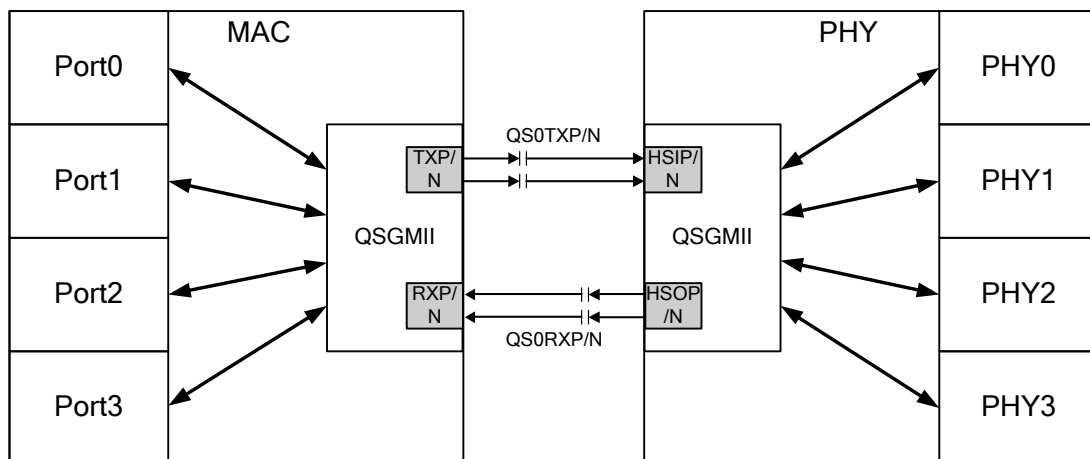 MAC
PHY
Port0
PHY0
QS0TXP/N
TXP/
N
HSIP/
N
Port1
PHY1
QSGMII
QSGMII
Port2
PHY2
RXP/
N
HSOP
/N
QS0RXP/N
Port3
PHY3